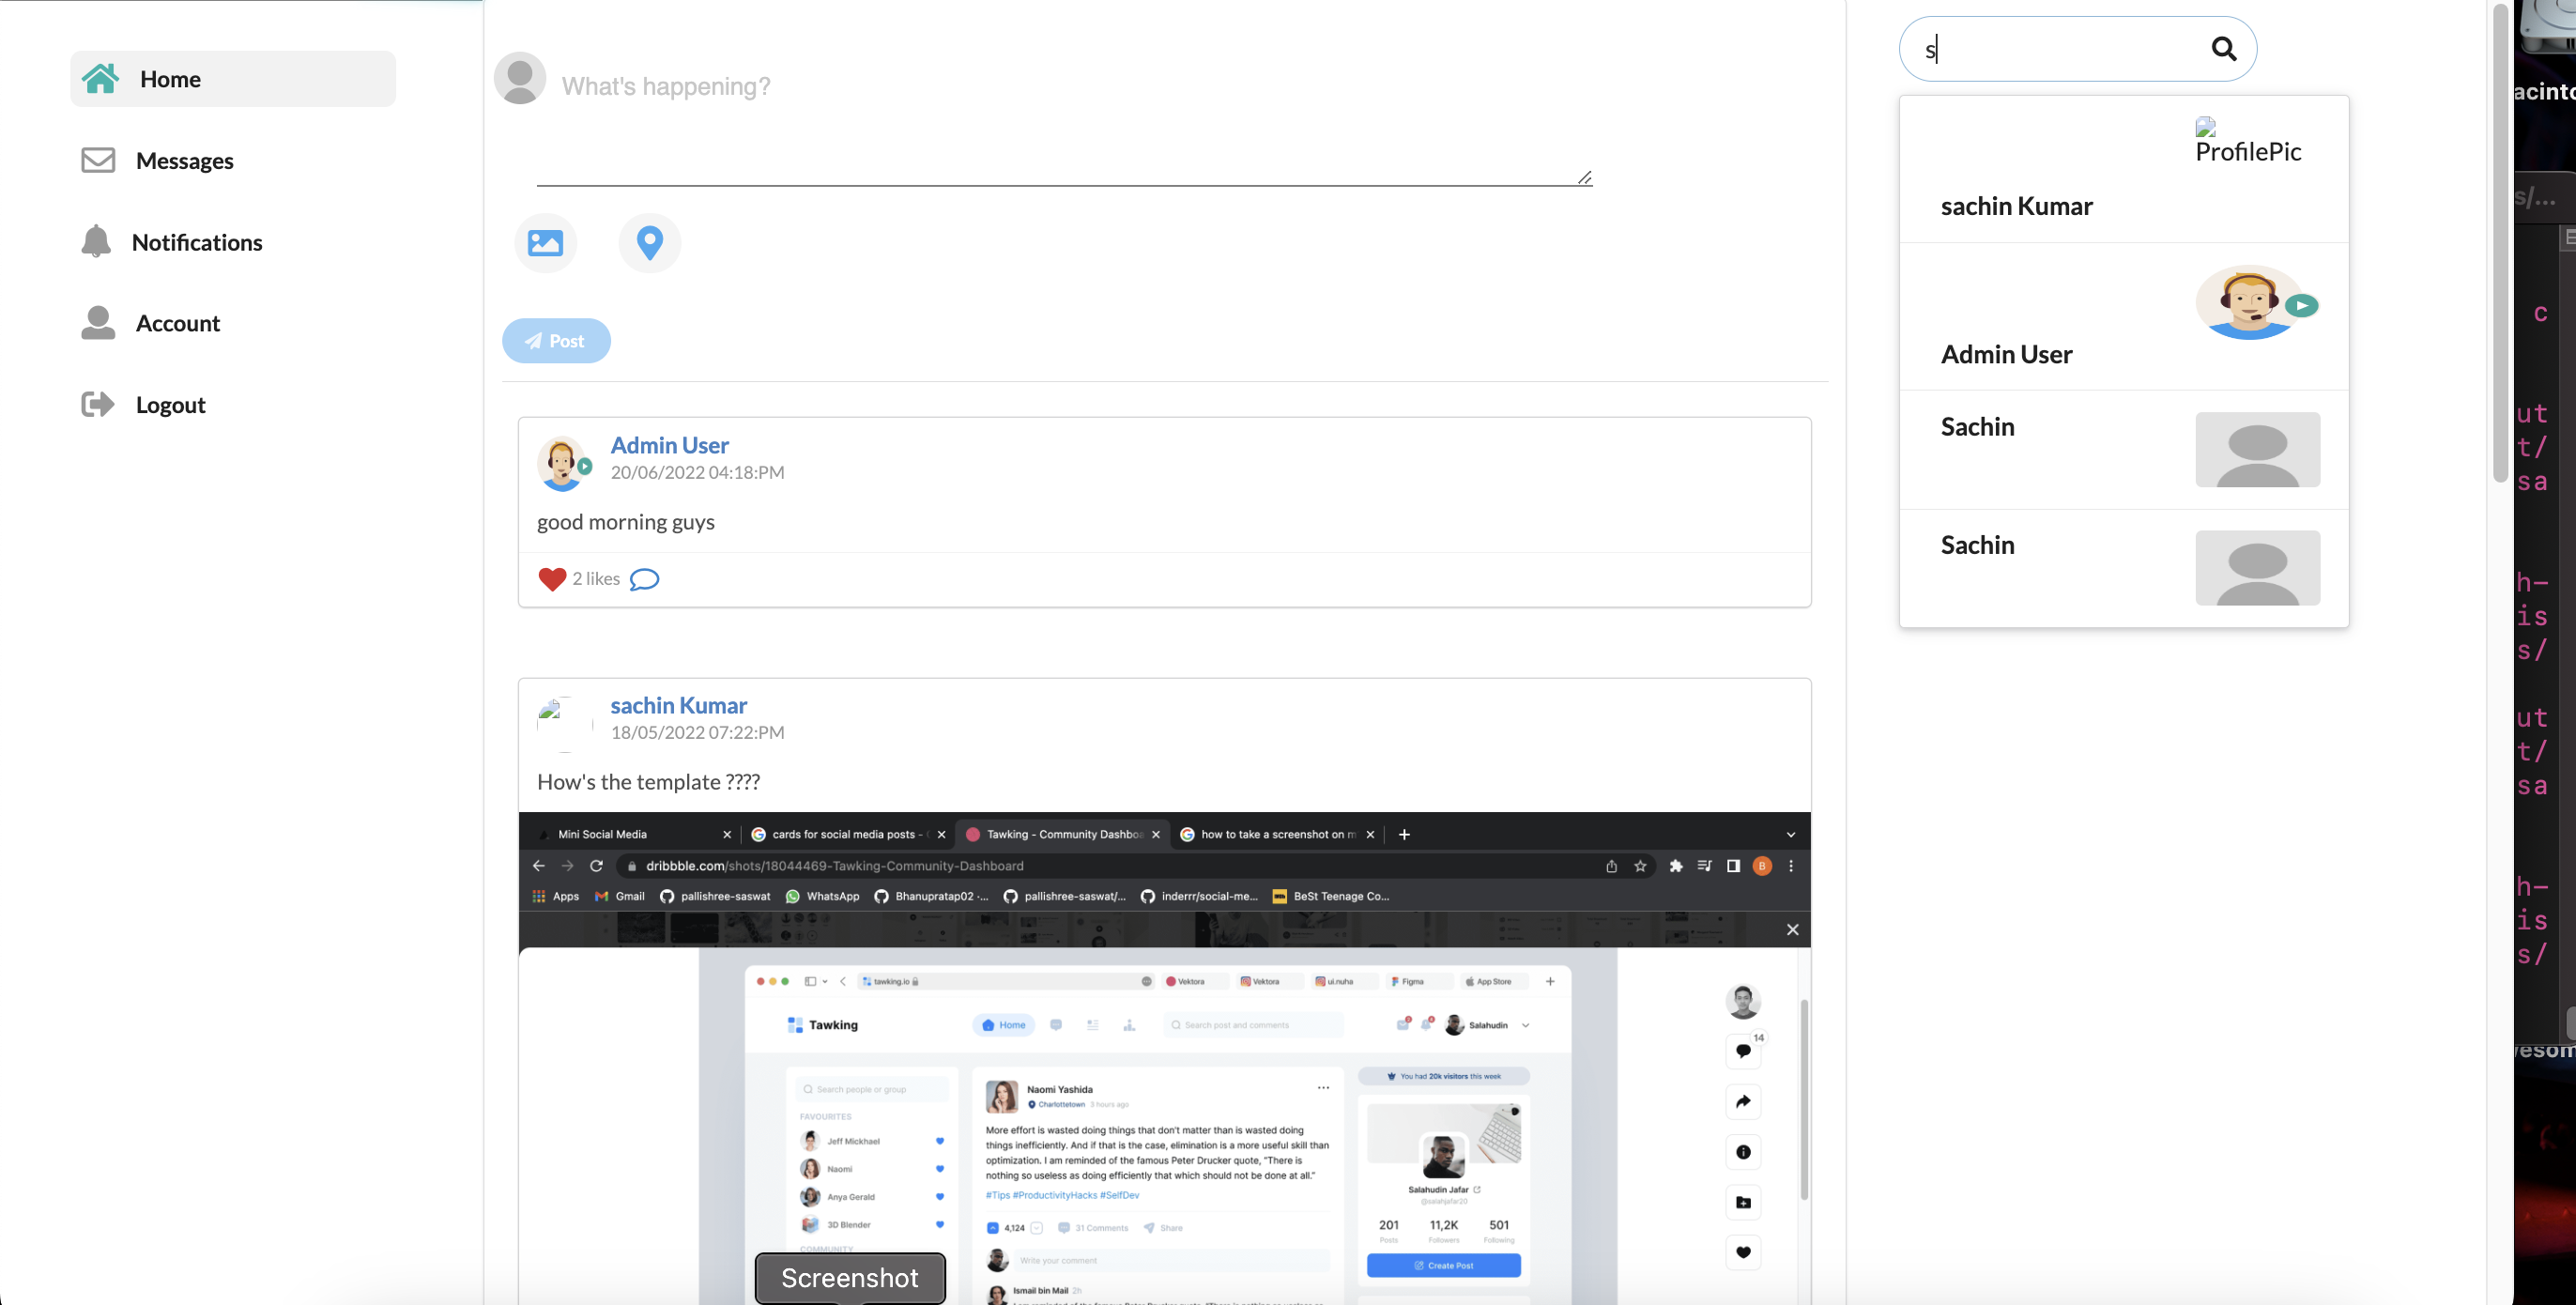 Home
Messages
Notifications
Account
Logout
What's happening?
Post
Admin User
20/06/2022 04:18:PM
good morning guys
2 likes
sachin Kumar
18/05/2022 07:22:PM
How's the template ????
Mini Social Media
cards for social media posts -
Tawking - Community Dashboa
how to take a screenshot on m
dribbble.com/shots/18044469-Tawking-Community-Dashboard
B
Apps
Gmail
pallishree-saswat
WhatsApp
Bhanupratap02 -...
pallishree-saswat/...
inderrr/social-me...
BeSt Teenage Co...
tawking.io
Vektora
Vektora
ui.nuha
Figma
App Store
Tawking
Home
Search post and comments
Salahudin
Search people or group
FAVOURITES
Jeff Mickhael
Naomi
Anya Gerald
3D Blender
COMMUNITY
Naomi Yashida
Charlottetown 3 hours ago
More effort is wasted doing things that don't matter than is wasted doing
things inefficiently. And if that is the case, elimination is a more useful skill than
optimization. I am reminded of the famous Peter Drucker quote, "There is
nothing so useless as doing efficiently that which should not be done at all."
#Tips #ProductivityHacks #SelfDev
4,124
31 Comments
Share
Write your comment
Ismail bin Mail 2h
You had 20k visitors this week
Salahudin Jafar
@salahjafar20
201
11,2K
501
Posts
Followers
Following
Create Post
14
Screenshot
s
ProfilePic
sachin Kumar
Admin User
Sachin
Sachin
acinto
s/...
c
ut
t/
sa
h-
is
s/
ut
t/
sa
h-
is
s/
esom